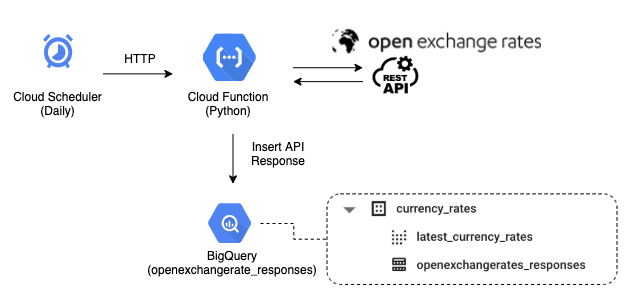 open exchange rates
HTTP
REST
API
Cloud Scheduler
(Daily)
Cloud Function
(Python)
Insert API
Response
BigQuery
(openexchangerate_responses)
currency_rates
latest_currency_rates
openexchangerates_responses